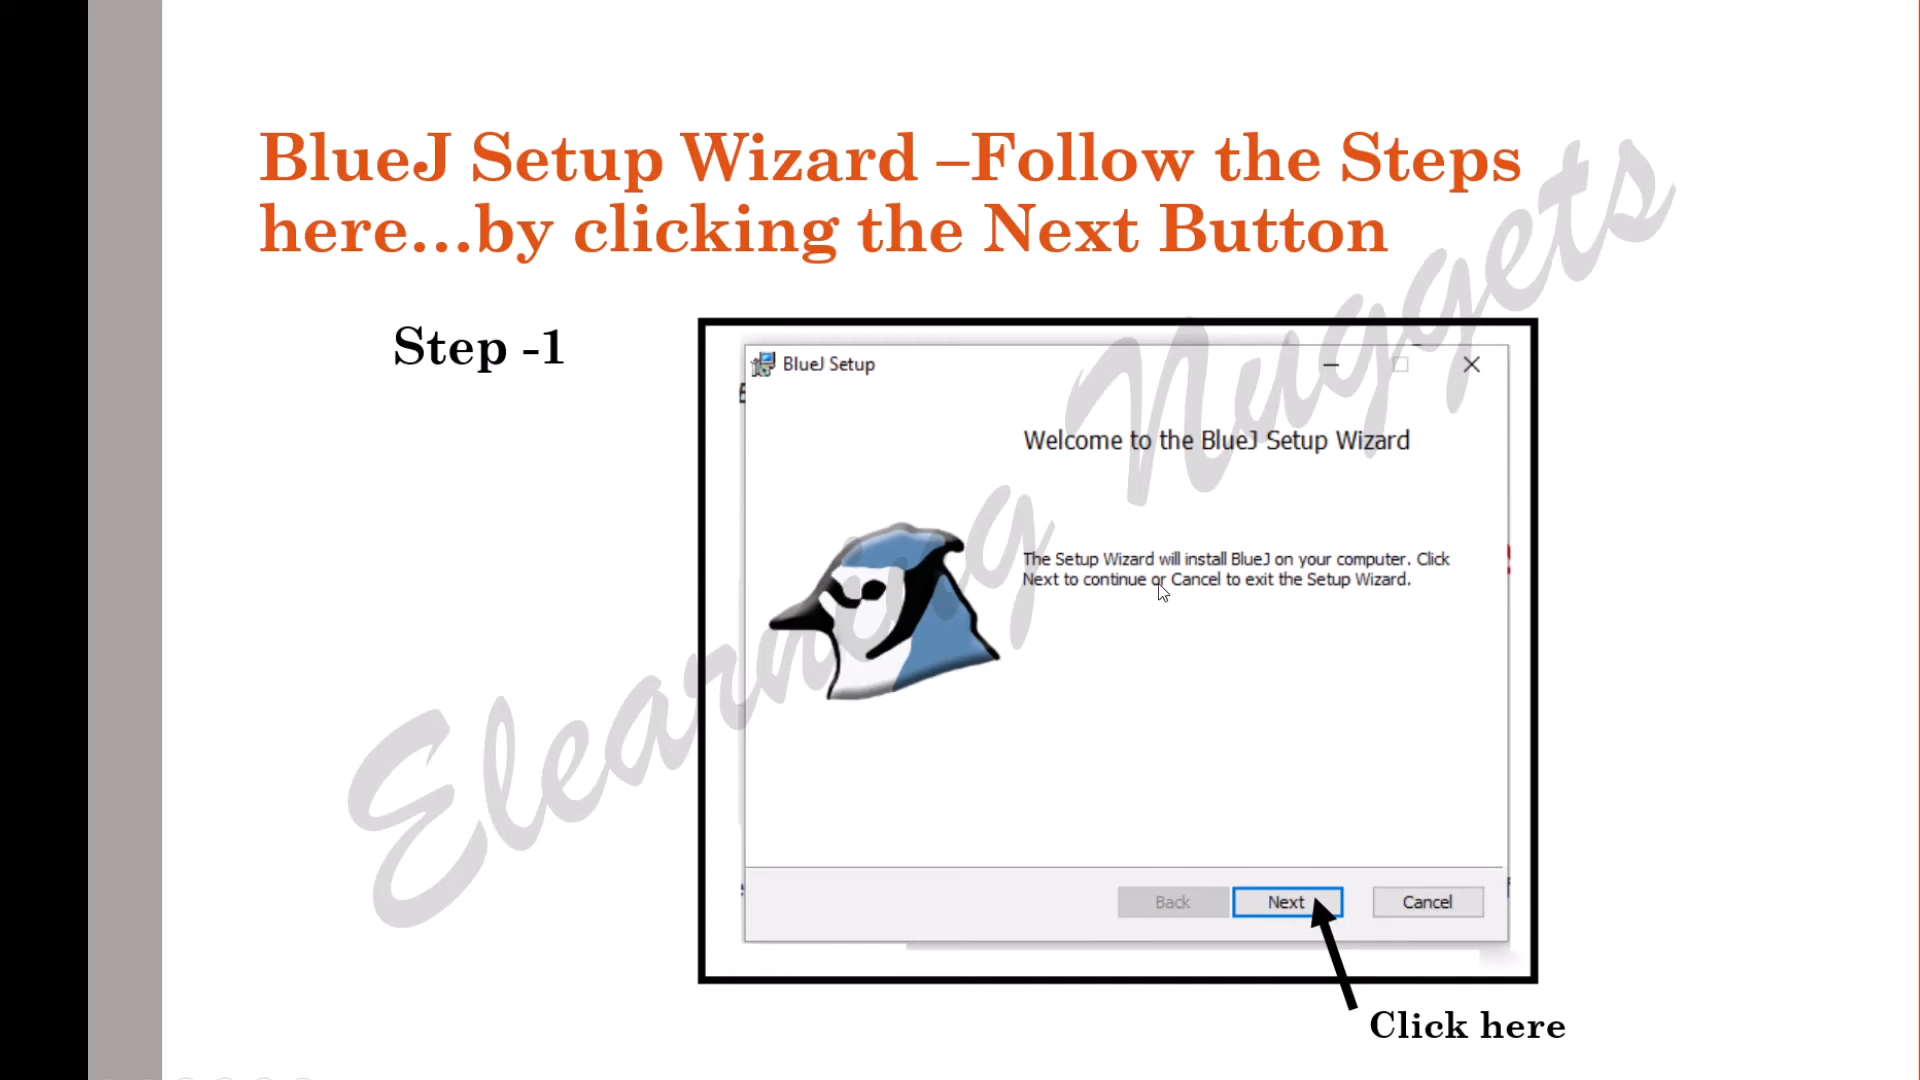 BlueJ Setup Wizard –Follow the Steps
here...by clicking the Next Button
Step -1
BlueJ Setup
Welcome to the BlueJ Setup Wizard
The Setup Wizard will install BlueJ on your computer. Click
Next to continue or Cancel to exit the Setup Wizard.
Elearning Nuggets
Back
Next
Cancel
Click here